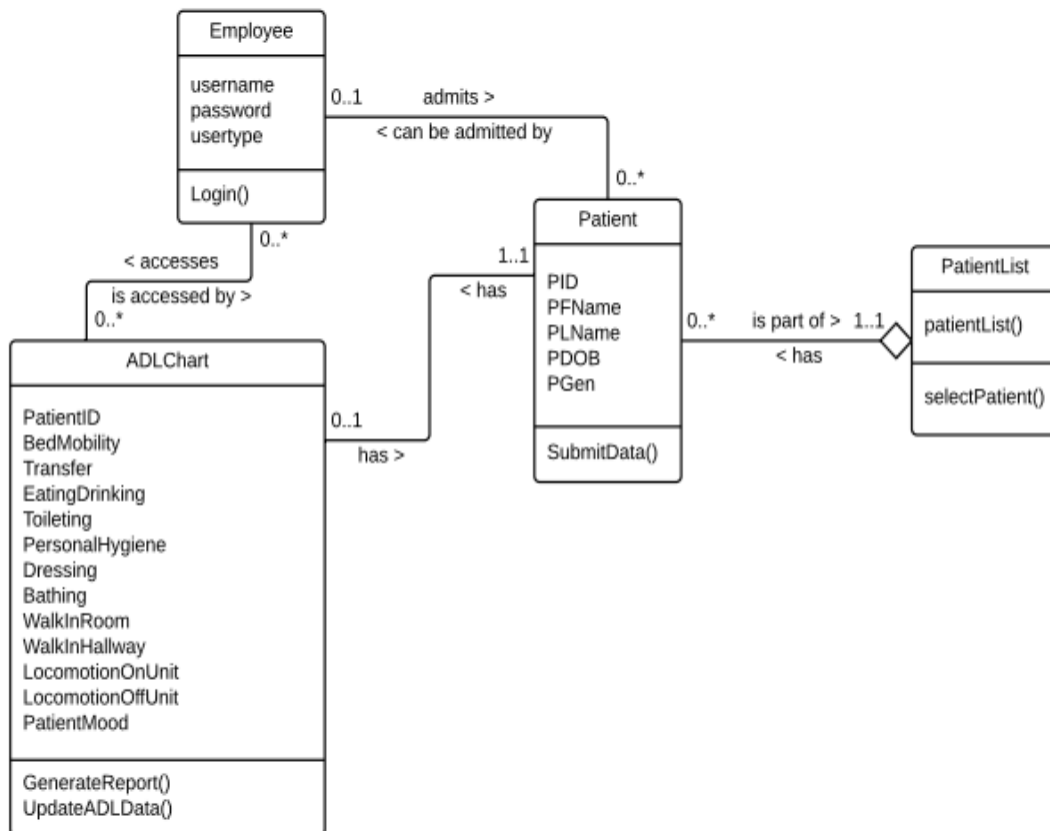 Employee
username
password
usertype
Login()
0..1
admits >
< can be admitted by
0..*
0..*
< accesses
is accessed by >
0..*
Patient
PID
PFName
PLName
PDOB
PGen
SubmitData()
1..1
< has
0..1
has >
0..*
is part of >
1..1
< has
PatientList
patientList()
selectPatient()
ADLChart
PatientID
BedMobility
Transfer
EatingDrinking
Toileting
PersonalHygiene
Dressing
Bathing
WalkInRoom
WalkInHallway
LocomotionOnUnit
LocomotionOffUnit
PatientMood
GenerateReport()
UpdateADLData()